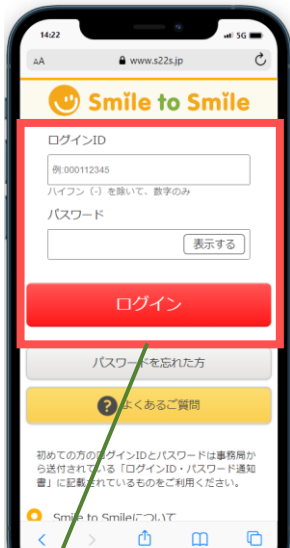 14:22
5G
AA
www.s22s.jp
Smile to Smile
ログインID
例:000112345
ハイフン（-）を除いて、数字のみ
パスワード
表示する
ログイン
パスワードを忘れた方
? よくあるご質問
初めての方のログインIDとパスワードは事務局か
ら送付されている「ログインID・パスワード通知
書」に記載されているものをご利用ください。
Smile to Smileについて